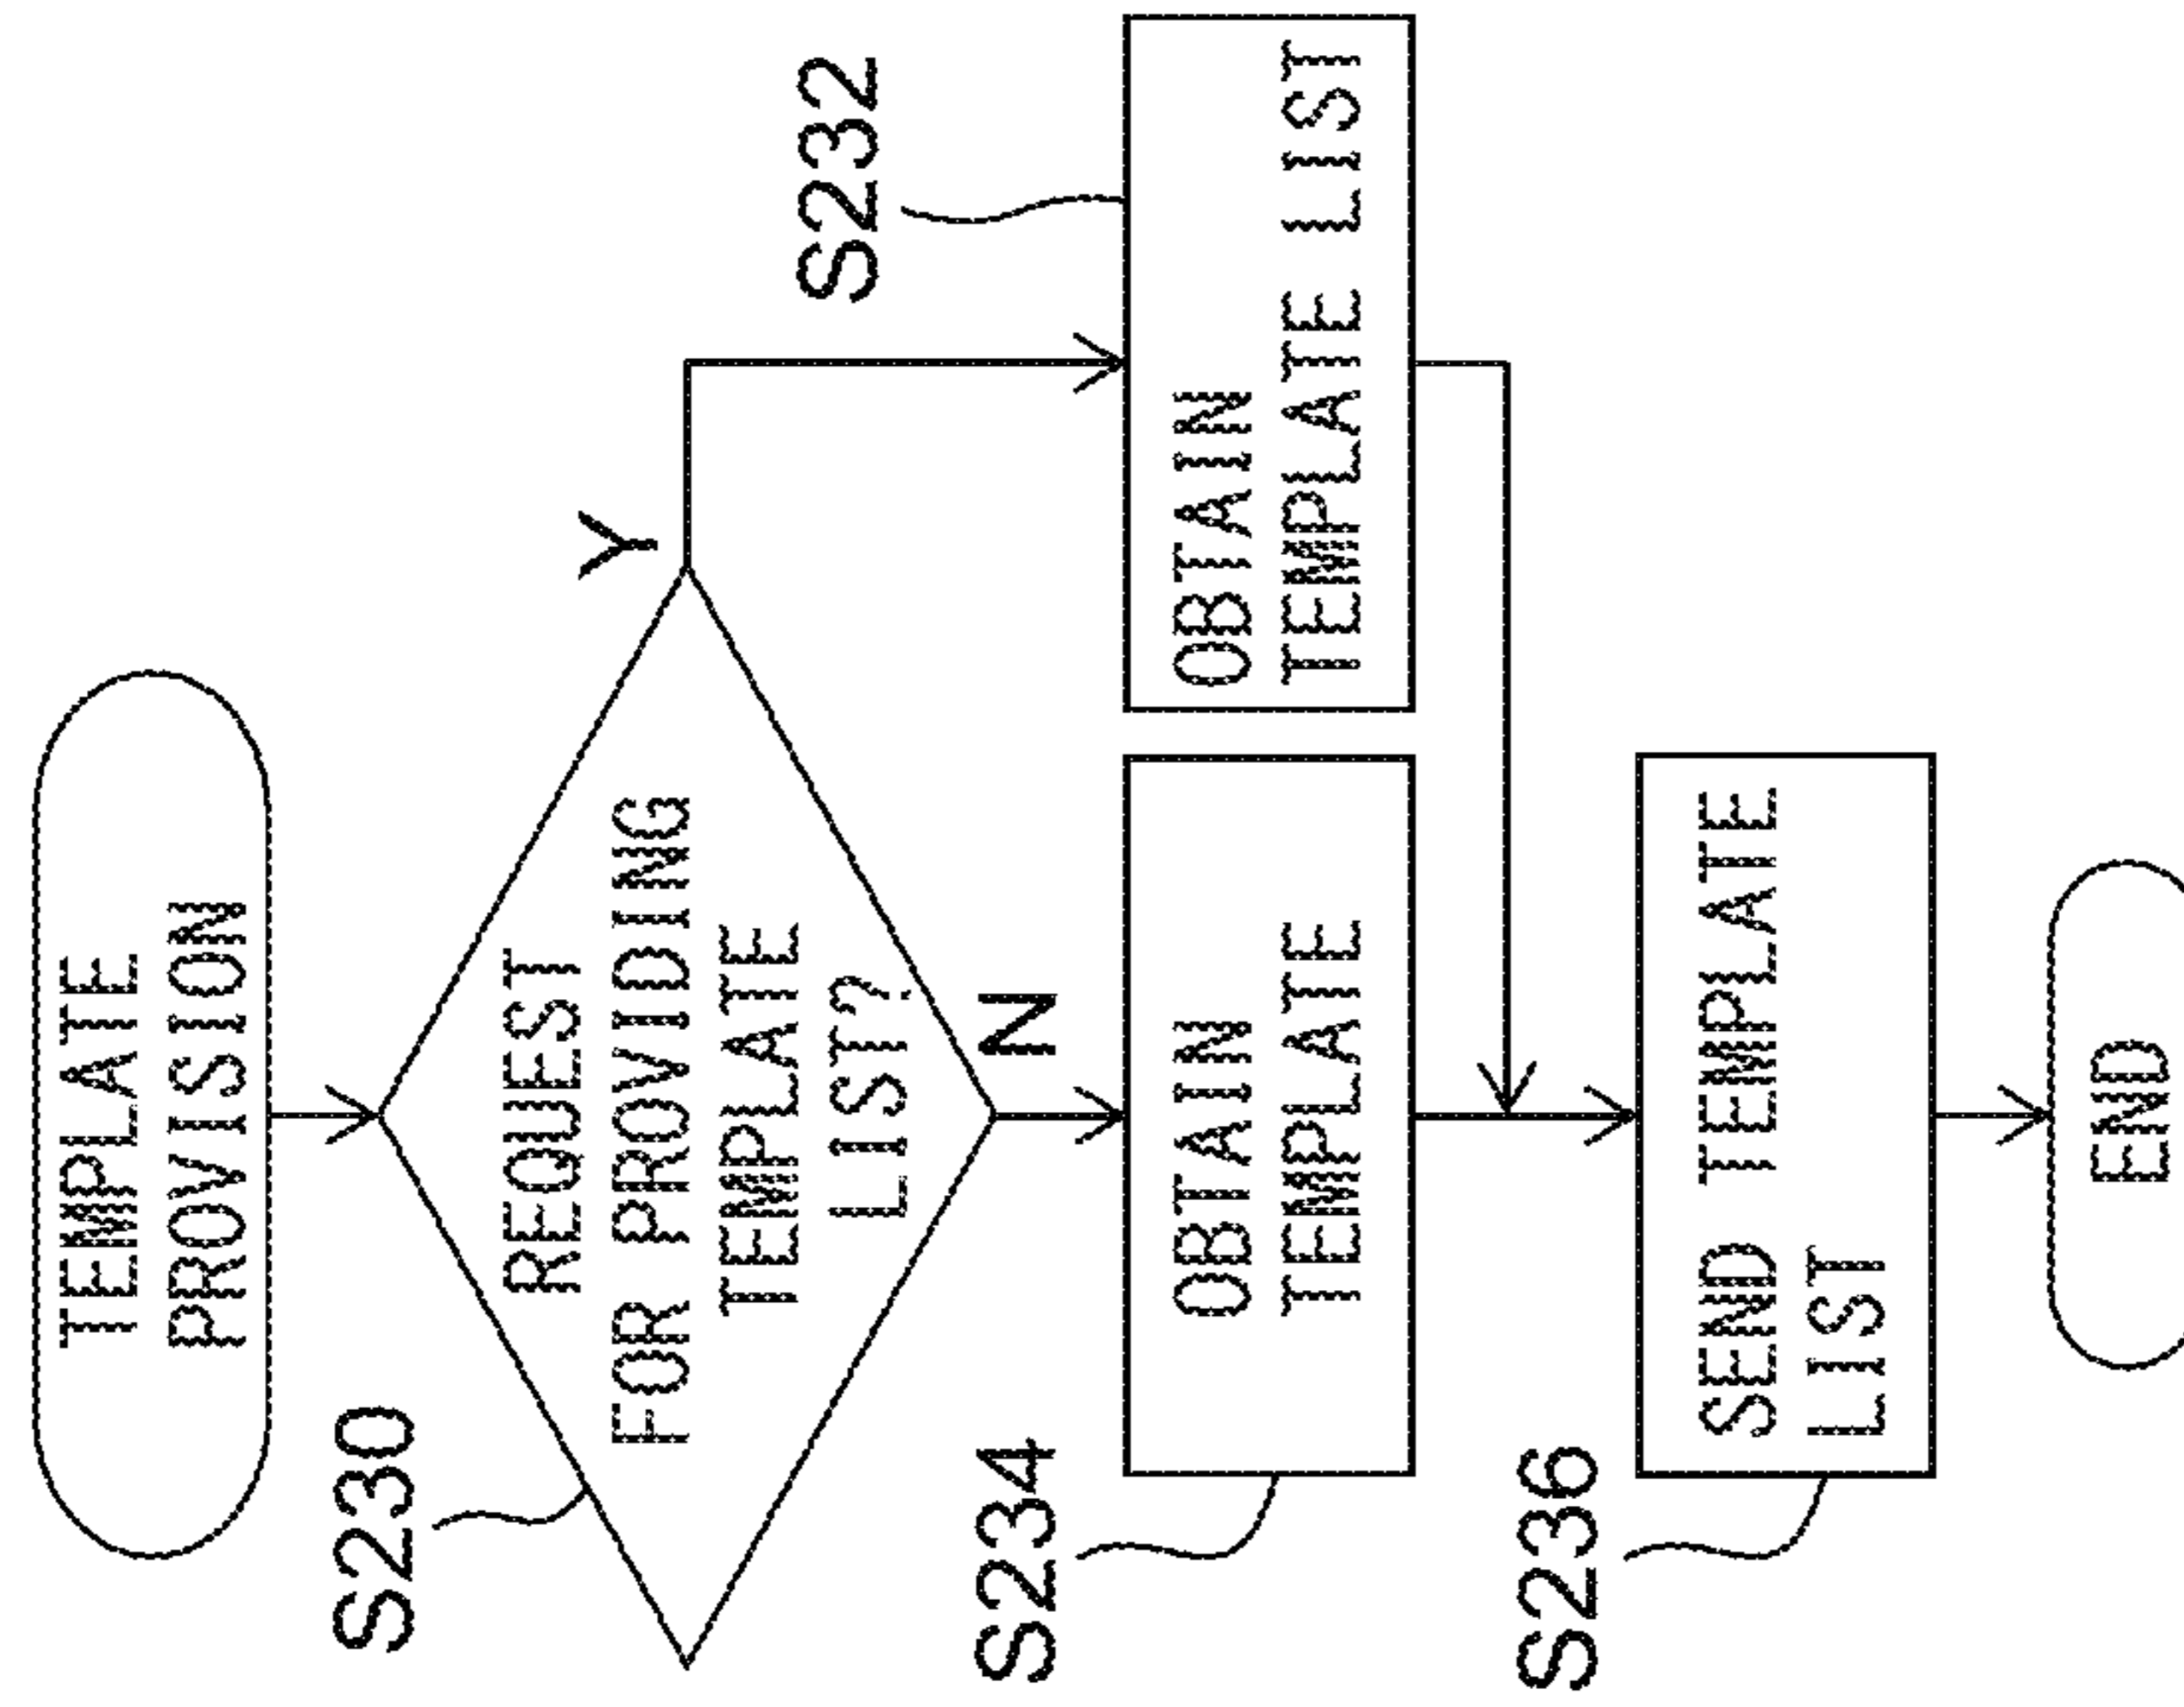 TEMPLATE
PROVISION
S230
REQUEST
FOR PROVIDING
TEMPLATE
LIST?
Y
N
S232
OBTAIN
TEMPLATE LIST
S234
OBTAIN
TEMPLATE
S236
SEND TEMPLATE
LIST
END